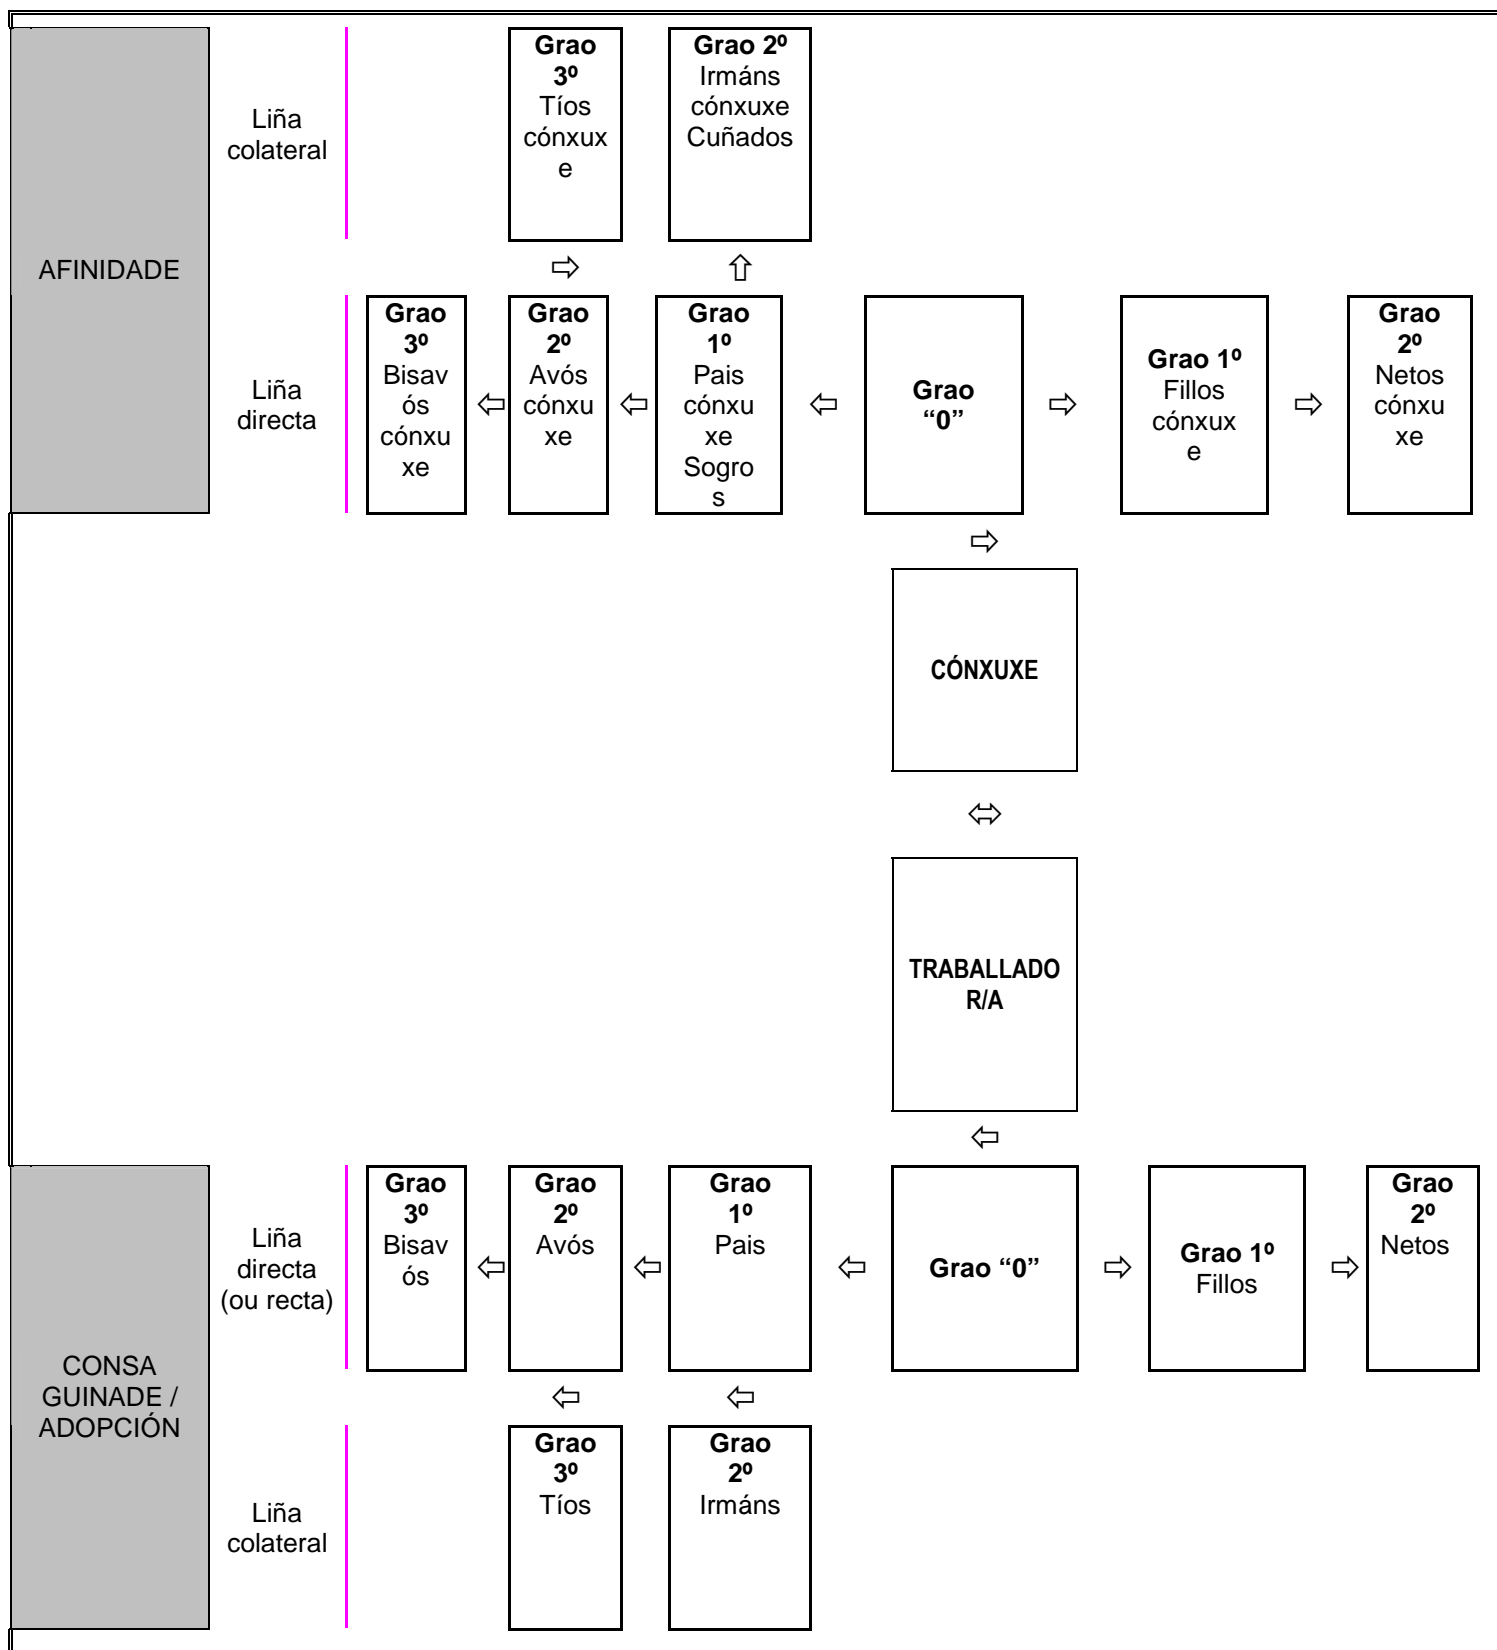 AFINIDADE
Liña
colateral
Grao
3º
Tíos
cónxux
e
Grao 2º
Irmáns
cónxuxe
Cuñados
Liña
directa
Grao
3º
Bisav
ós
cónxu
xe
Grao
2º
Avós
cónxu
xe
Grao
1º
Pais
cónxu
xe
Sogro
s
Grao
“0”
Grao 1º
Fillos
cónxux
e
Grao
2º
Netos
cónxu
xe
CÓNXUXE
TRABALLADO
R/A
CONSA
GUINADE /
ADOPCIÓN
Liña
directa
(ou recta)
Grao
3º
Bisav
ós
Grao
2º
Avós
Grao
1º
Pais
Grao “0”
Grao 1º
Fillos
Grao
2º
Netos
Liña
colateral
Grao
3º
Tíos
Grao
2º
Irmáns